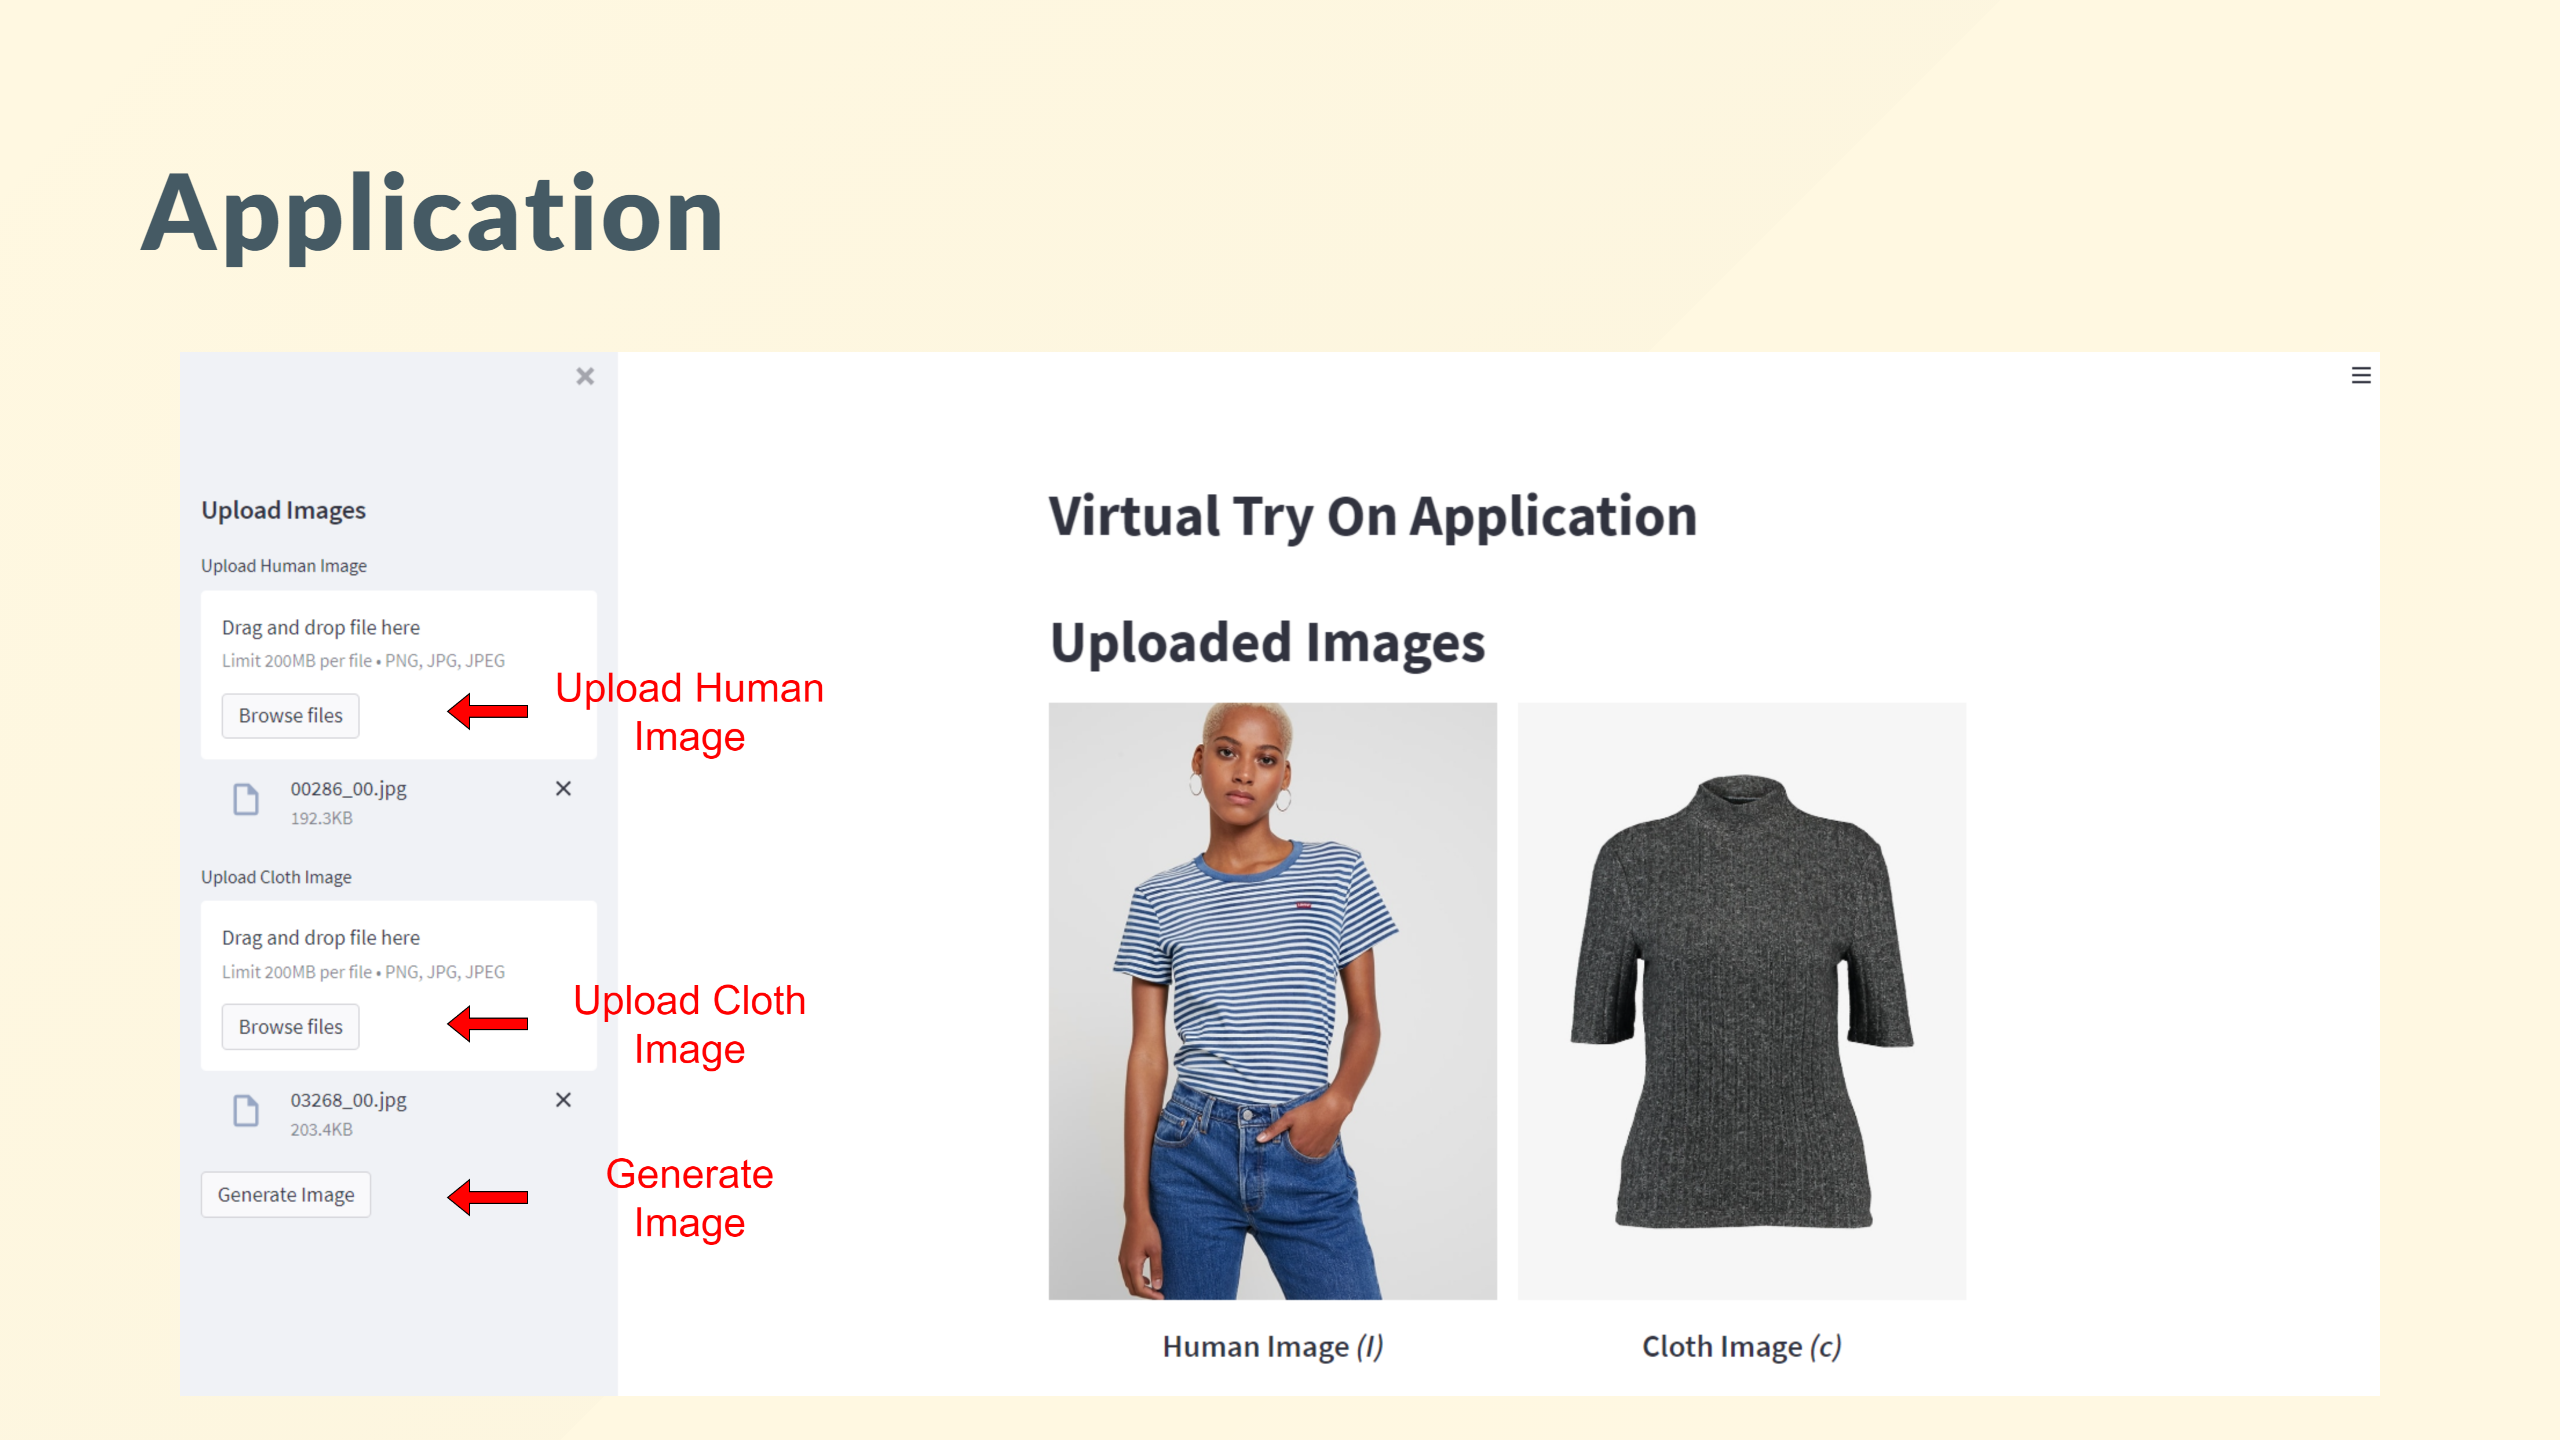 Application
Upload Images
Upload Human Image
Drag and drop file here
Limit 200MB per file • PNG, JPG, JPEG
Browse files
Upload Human
Image
00286_00.jpg
192.3KB
Upload Cloth Image
Drag and drop file here
Limit 200MB per file • PNG, JPG, JPEG
Browse files
Upload Cloth
Image
03268_00.jpg
203.4KB
Generate Image
Generate
Image
Virtual Try On Application
Uploaded Images
Human Image (I)
Cloth Image (c)